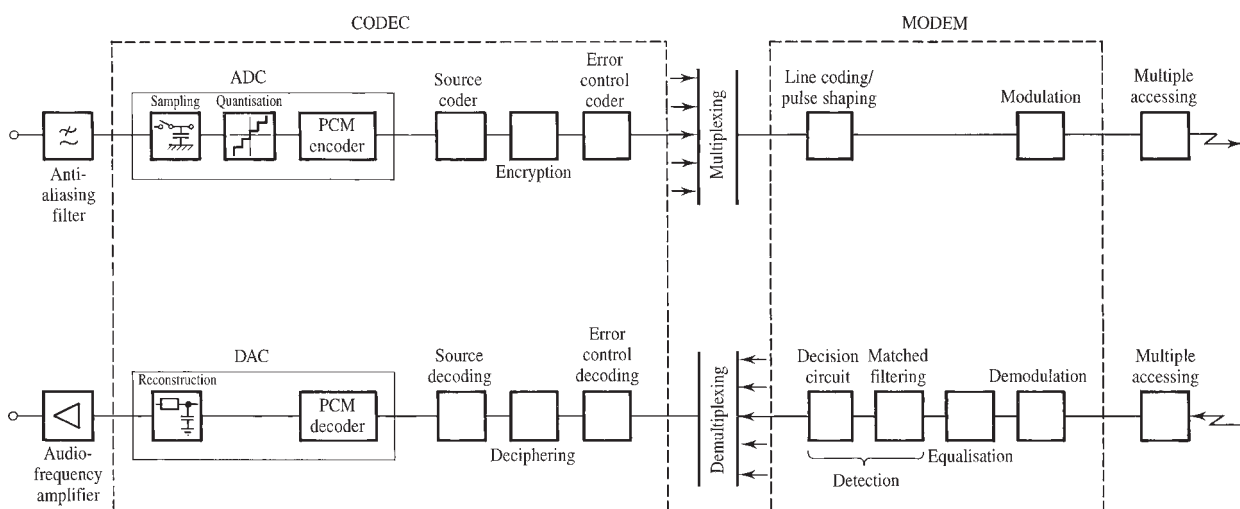 CODEC
MODEM
ADC
Sampling
Quantisation
PCM
encoder
Source
coder
Encryption
Error
control
coder
Multiplexing
Line coding/
pulse shaping
Modulation
Multiple
accessing
Anti-
aliasing
filter
DAC
Reconstruction
PCM
decoder
Source
decoding
Deciphering
Error
control
decoding
Demultiplexing
Decision
circuit
Matched
filtering
Detection
Equalisation
Demodulation
Multiple
accessing
Audio-
frequency
amplifier